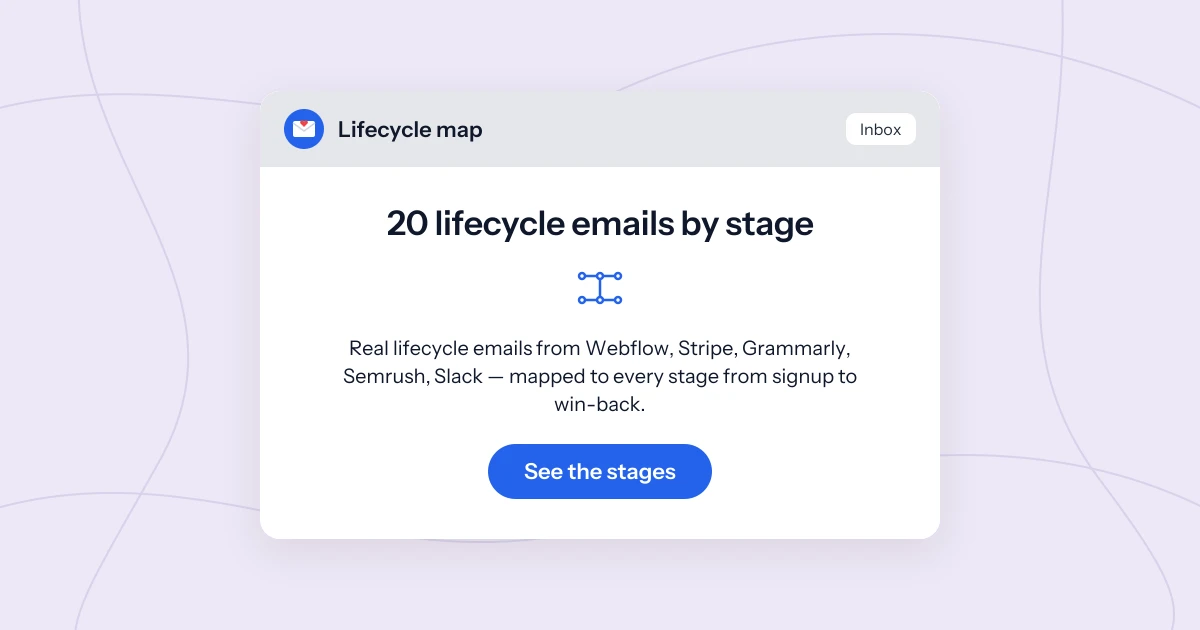 Lifecycle map
Inbox
20 lifecycle emails by stage
Real lifecycle emails from Webflow, Stripe, Grammarly,
Semrush, Slack — mapped to every stage from signup to
win-back.
See the stages